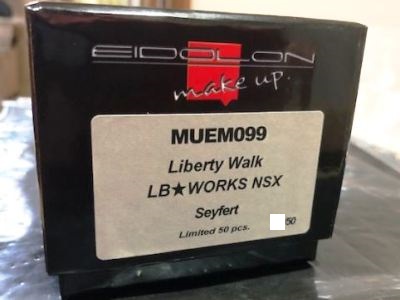 EIDOLON
make up.
MUEM099
Liberty Walk
LB★WORKS NSX
Seyfert
Limited 50 pcs.
50